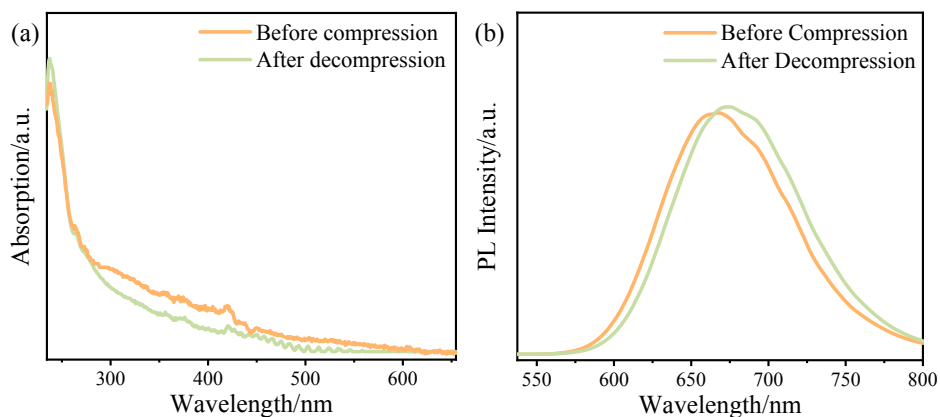 (a)
Before compression
After decompression
Absorption/a.u.
300 400 500 600
Wavelength/nm
(b)
Before Compression
After Decompression
PL Intensity/a.u.
550 600 650 700 750 800
Wavelength/nm